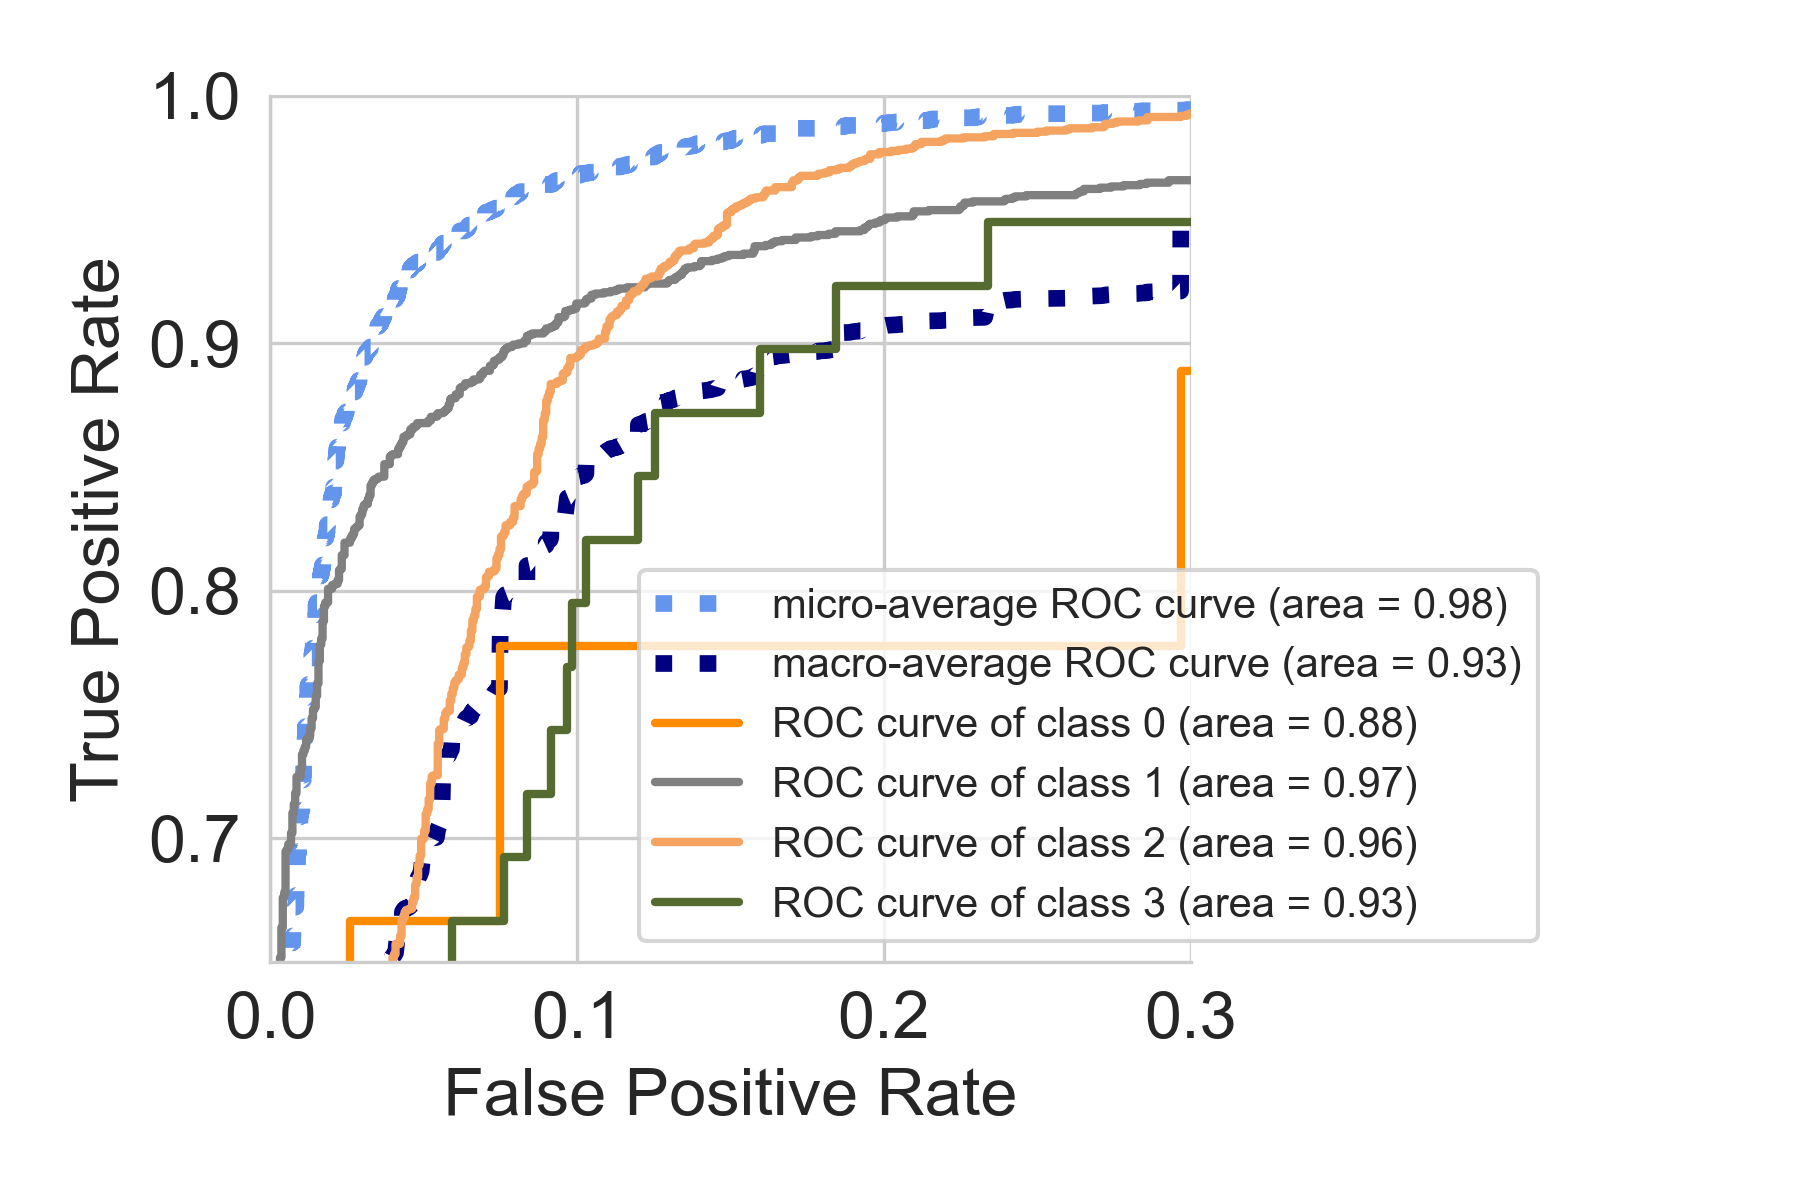 1.0
0.9
0.8
0.7
True Positive Rate
micro-average ROC curve (area = 0.98)
macro-average ROC curve (area = 0.93)
ROC curve of class 0 (area = 0.88)
ROC curve of class 1 (area = 0.97)
ROC curve of class 2 (area = 0.96)
ROC curve of class 3 (area = 0.93)
0.0 0.1 0.2 0.3
False Positive Rate